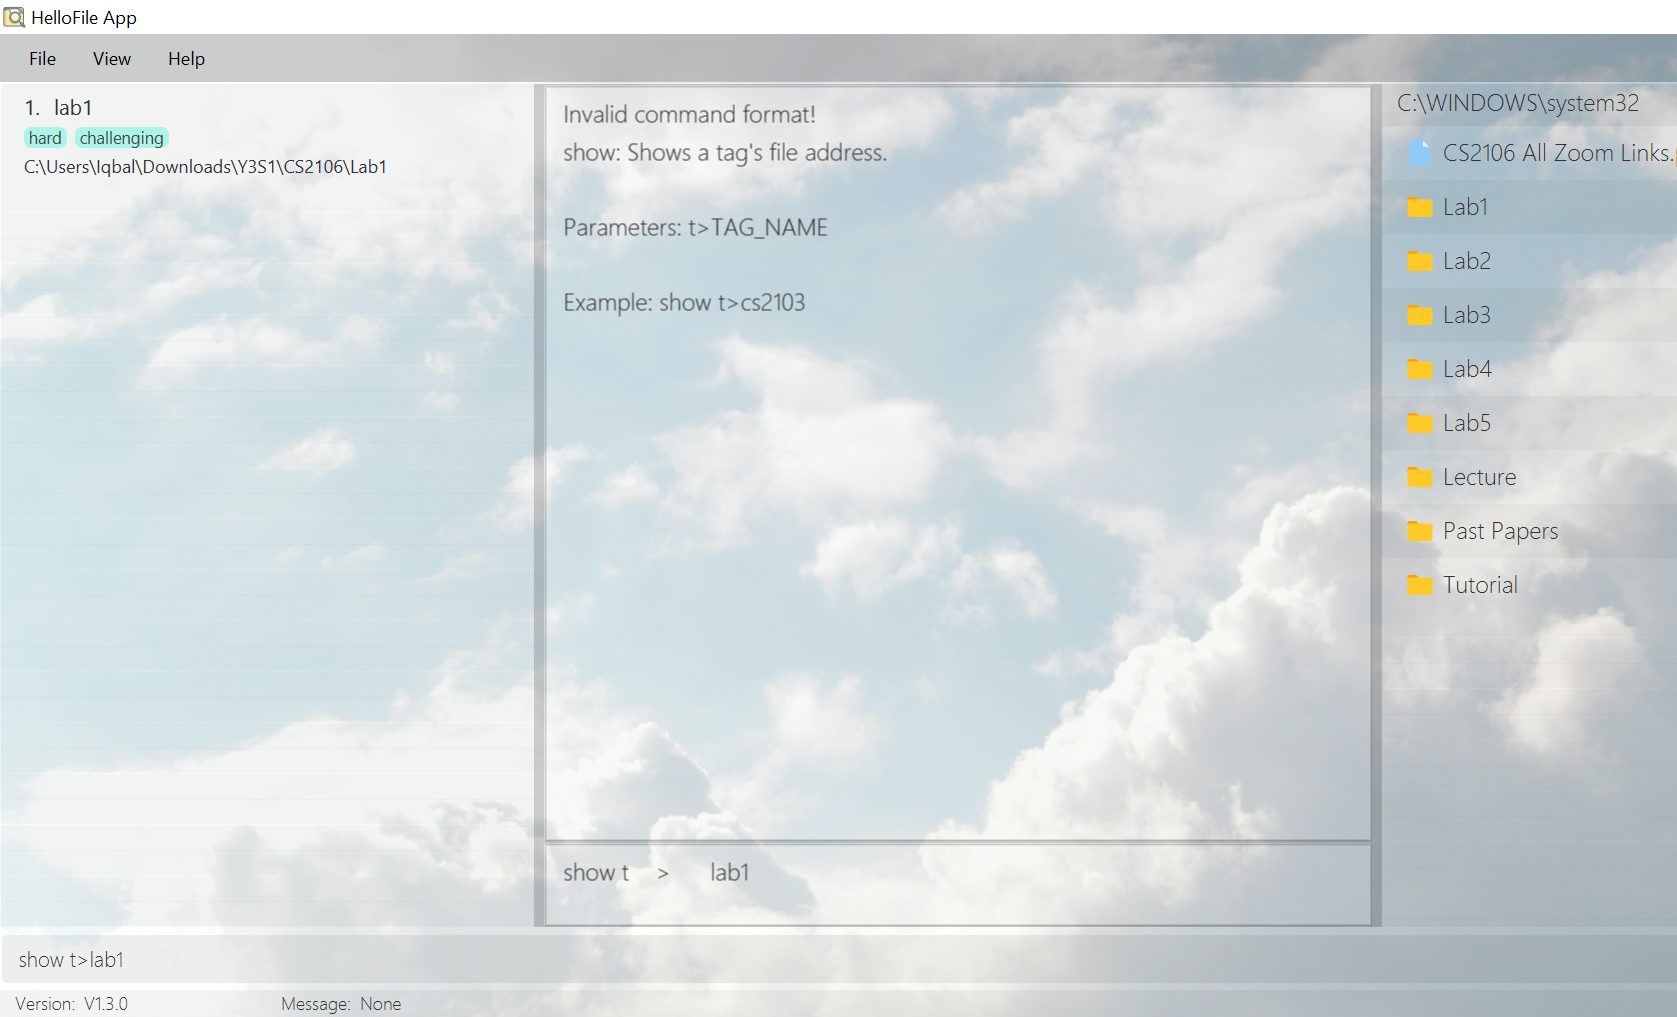 HelloFile App
File View Help
1. lab1
hard challenging
C:\Users\Iqbal\Downloads\Y3S1\CS2106\Lab1
Invalid command format!
show: Shows a tag's file address.
Parameters: t>TAG_NAME
Example: show t>cs2103
show t    >      lab1
C:\WINDOWS\system32
CS2106 All Zoom Links.
Lab1
Lab2
Lab3
Lab4
Lab5
Lecture
Past Papers
Tutorial
show t>lab1
Version: V1.3.0 Message: None